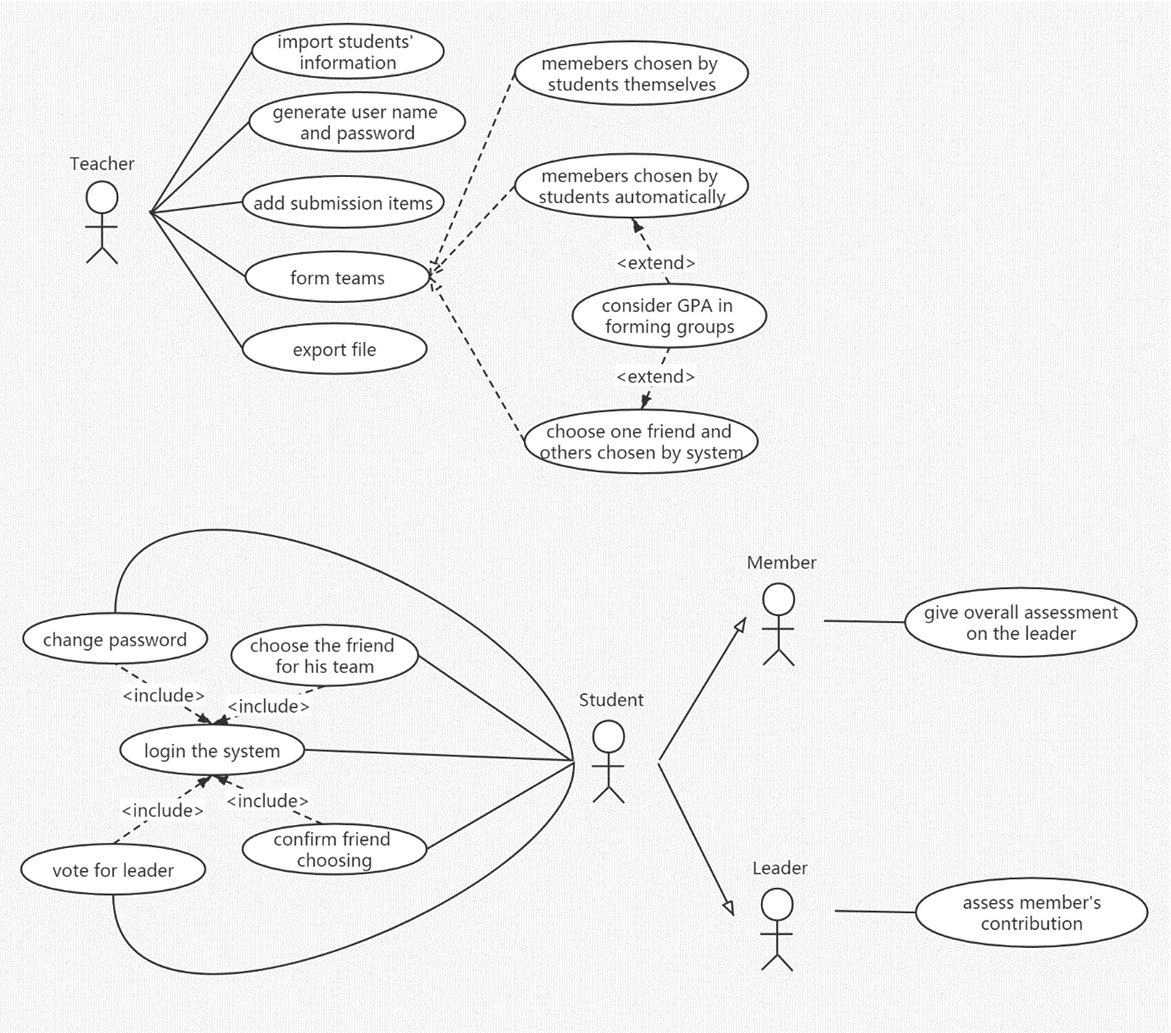 import students'
information
memebers chosen by
students themselves
generate user name
and password
Teacher
memebers chosen by
students automatically
add submission items
<extend>
form teams
consider GPA in
forming groups
export file
<extend>
choose one friend and
others chosen by system
Member
give overall assessment
on the leader
change password
choose the friend
for his team
<include>
<include>
Student
login the system
<include>
<include>
confirm friend
choosing
vote for leader
Leader
assess member's
contribution